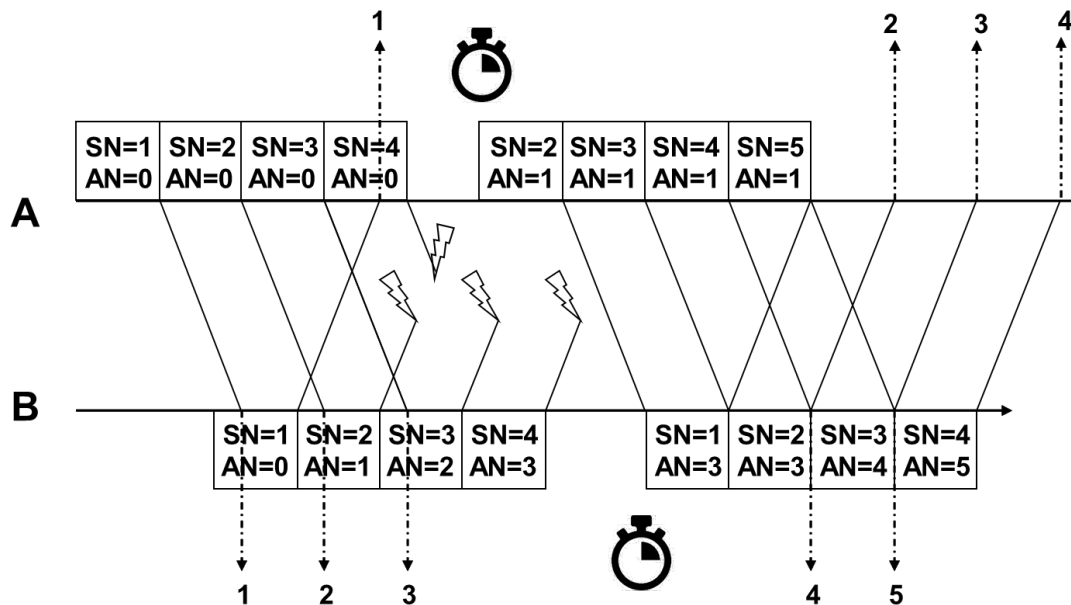 1
2
3
4
SN=1 SN=2 SN=3 SN=4 SN=2 SN=3 SN=4 SN=5
AN=0 AN=0 AN=0 AN=0 AN=1 AN=1 AN=1 AN=1
A
B
SN=1 SN=2 SN=3 SN=4 SN=1 SN=2 SN=3 SN=4
AN=0 AN=1 AN=2 AN=3 AN=3 AN=3 AN=4 AN=5
1 2 3 4 5